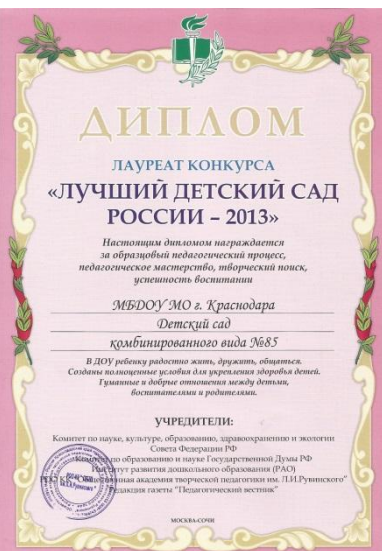 ДИПЛОМ
ЛАУРЕАТ КОНКУРСА
«ЛУЧШИЙ ДЕТСКИЙ САД
РОССИИ – 2013»
Настоящим дипломом награждается
за образцовый педагогический процесс,
педагогическое мастерство, творческий поиск,
успешность воспитании
МБДОУ МО г. Краснодара
Детский сад
комбинированного вида №85
В ДОУ ребенку радостно жить, дружить, общаться.
Созданы полноценные условия для укрепления здоровья детей.
Гуманные и добрые отношения между детьми,
воспитателями и родителями.
УЧРЕДИТЕЛИ:
Комитет по науке, культуре, образованию, здравоохранению и экологии
Совета Федерации РФ
Комитет по образованию и науке Государственной Думы РФ
Институт развития дошкольного образования (РАО)
академия творческой педагогики им. Л.И.Рувинского"
Редакция газеты "Педагогический вестник"
МОСКВА-СОЧИ